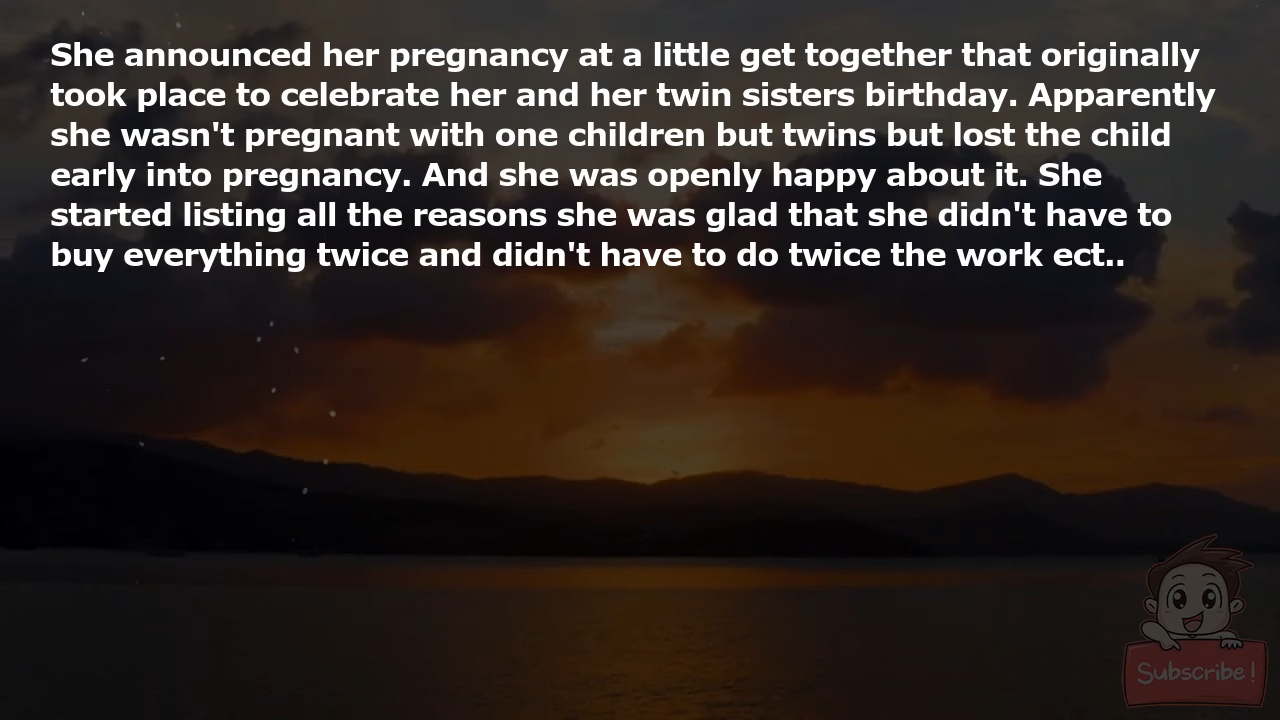 She announced her pregnancy at a little get together that originally
took place to celebrate her and her twin sisters birthday. Apparently
she wasn't pregnant with one children but twins but lost the child
early into pregnancy. And she was openly happy about it. She
started listing all the reasons she was glad that she didn't have to
buy everything twice and didn't have to do twice the work ect..
Subscribe!